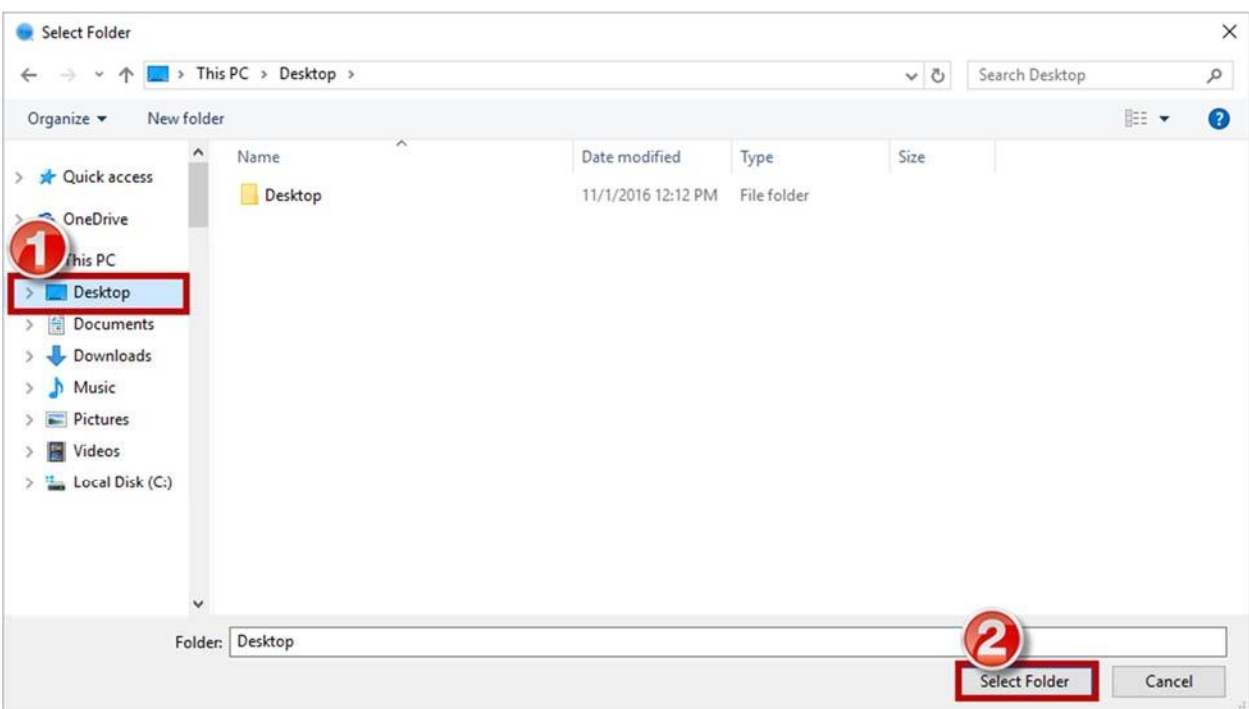 Select Folder
This PC > Desktop >
Search Desktop
Organize
New folder
?
Name
Date modified
Type
Size
Quick access
Desktop
11/1/2016 12:12 PM
File folder
OneDrive
1
This PC
Desktop
Documents
Downloads
Music
Pictures
Videos
Local Disk (C:)
Folder: Desktop
2
Select Folder
Cancel